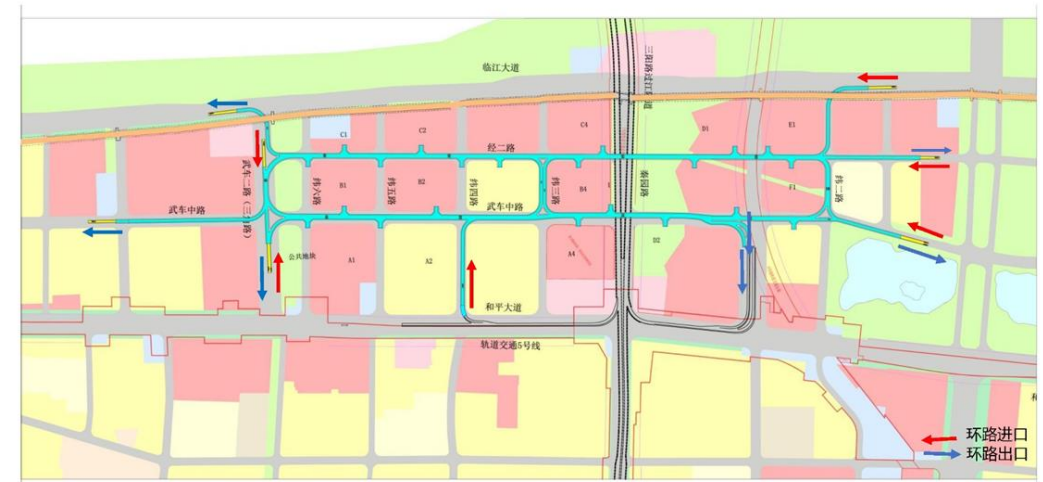 临江大道
三阳路过江隧道
C1
C2
C4
D1
E1
经二路
武车二路（三角路）
纬六路
B1
纬五路
B2
纬四路
纬三路
B4
秦园路
F1
纬二路
武车中路
武车中路
公共地块
A1
A2
A4
D2
和平大道
轨道交通5号线
和
环路进口
环路出口